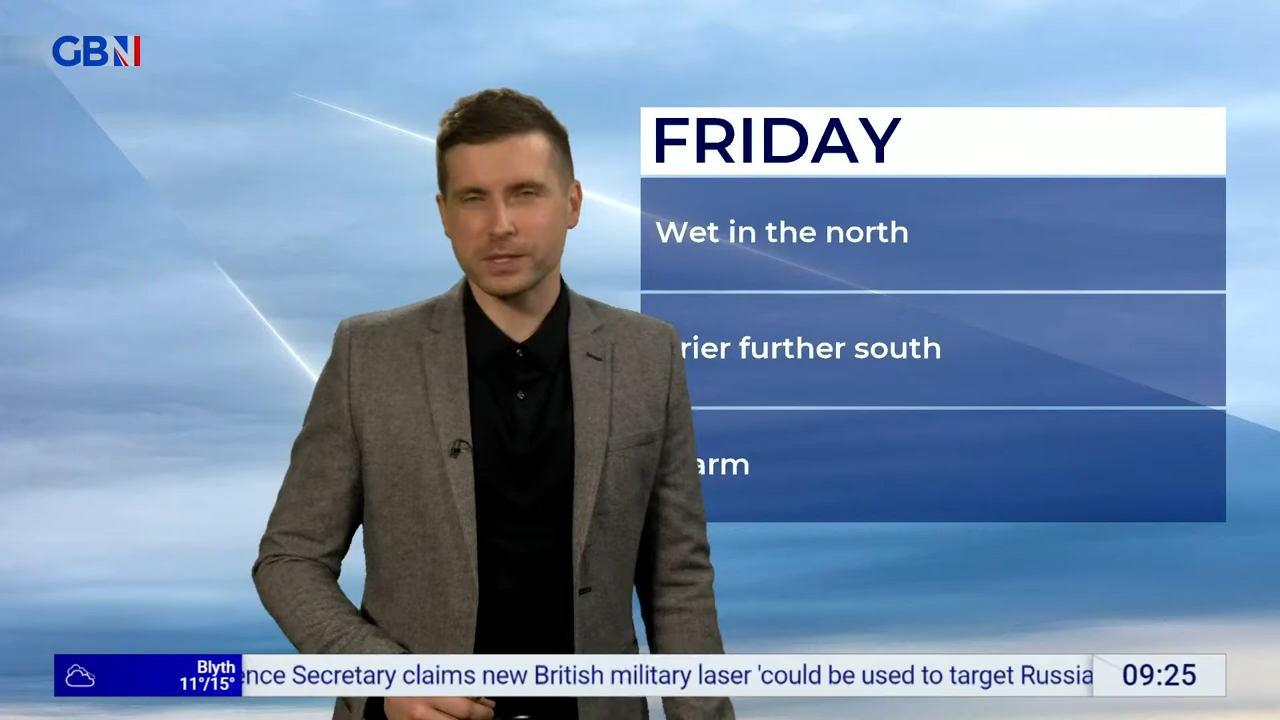 GBN
FRIDAY
Wet in the north
rier further south
arm
Blyth
11°/15°
ence Secretary claims new British military laser 'could be used to target Russia
09:25